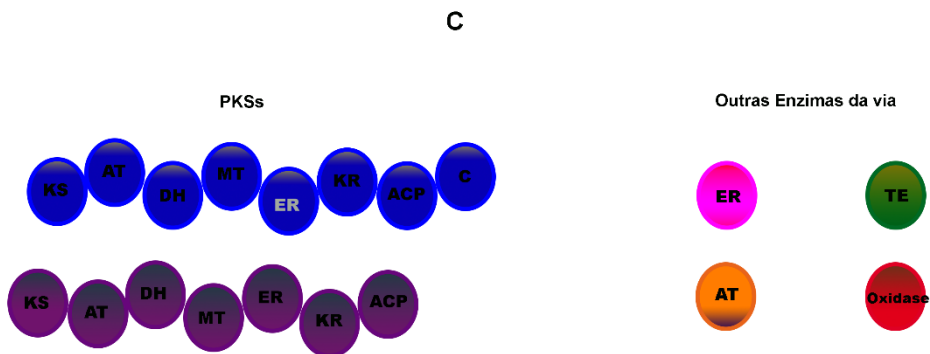 C
PKSs
Outras Enzimas da via
KS AT DH MT ER KR ACP C
ER TE
KS AT DH MT ER KR ACP
AT Oxidase